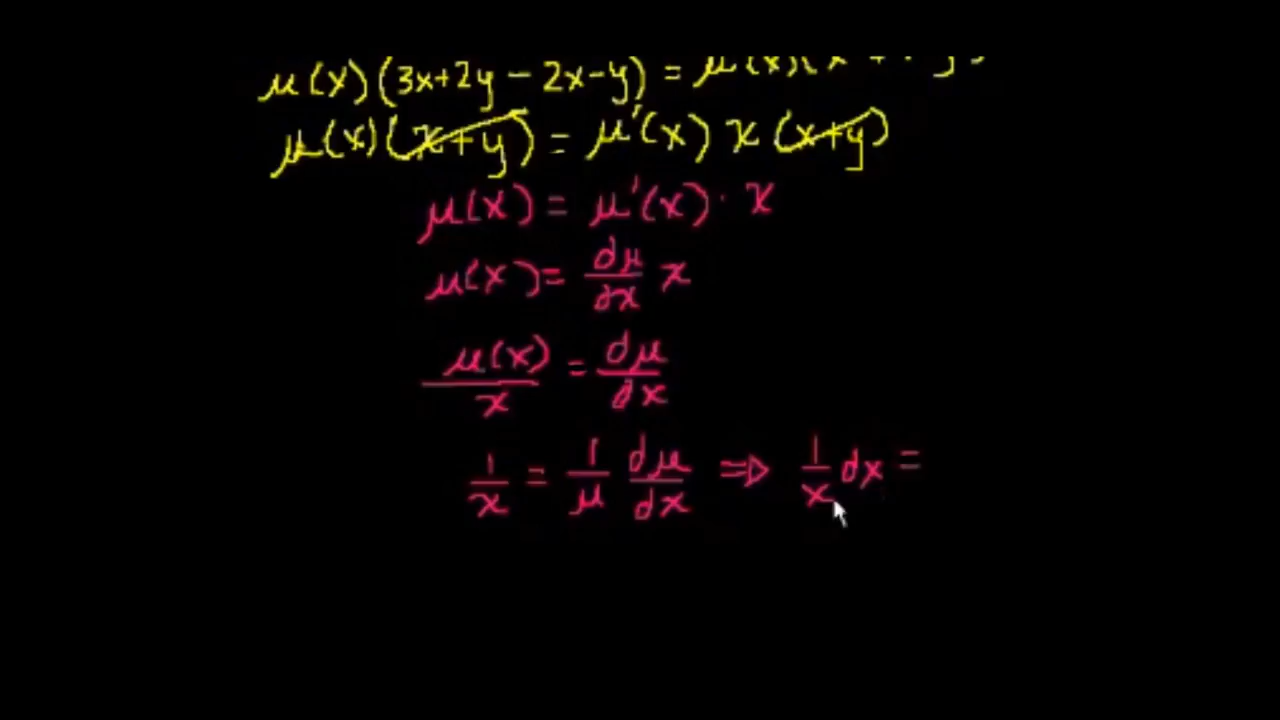 μ(x)(3x+2y − 2x−y) = μ(x)(x
μ(x)(x+y) = μ'(x) x (x+y)
μ(x) = μ'(x) · x
μ(x) = dμ/dx x
μ(x)/x = dμ/dx
1/x = 1/μ dμ/dx ⇒ 1/x dx =